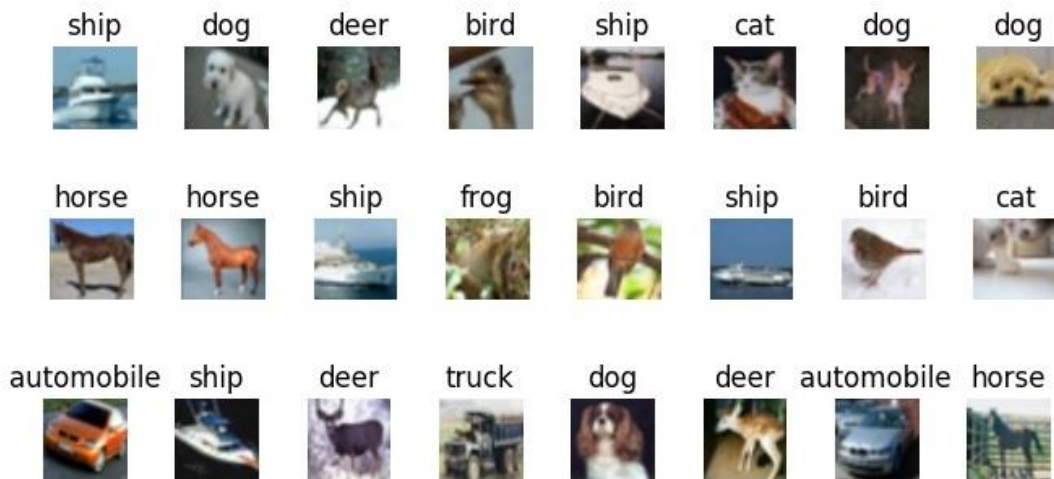 ship dog deer bird ship cat dog dog
horse horse ship frog bird ship bird cat
automobile ship deer truck dog deer automobile horse